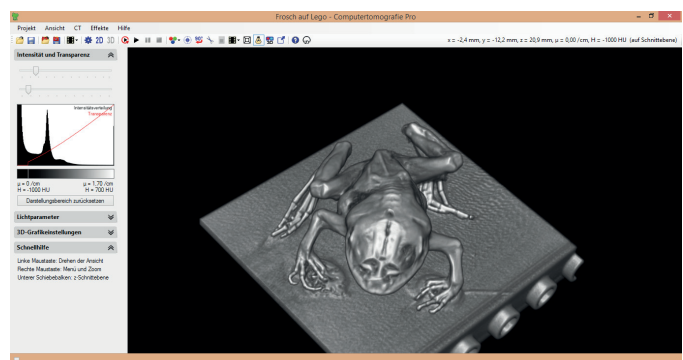 Frosch auf Lego - Computertomografie Pro
Projekt Ansicht CT Effekte Hilfe
2D 3D
x = -2,4 mm, y = -12,2 mm, z = 20,9 mm, µ = 0,00 /cm, H = -1000 HU (auf Schnittebene)
Intensität und Transparenz
Intensitätsverteilung
Transparenz
µ = 0 /cm µ = 1,70 /cm
H = -1000 HU H = 700 HU
Darstellungsbereich zurücksetzen
Lichtparameter
3D-Grafikeinstellungen
Schnellhilfe
Linke Maustaste: Drehen der Ansicht
Rechte Maustaste: Menü und Zoom
Unterer Schiebebalken: z-Schnittebene